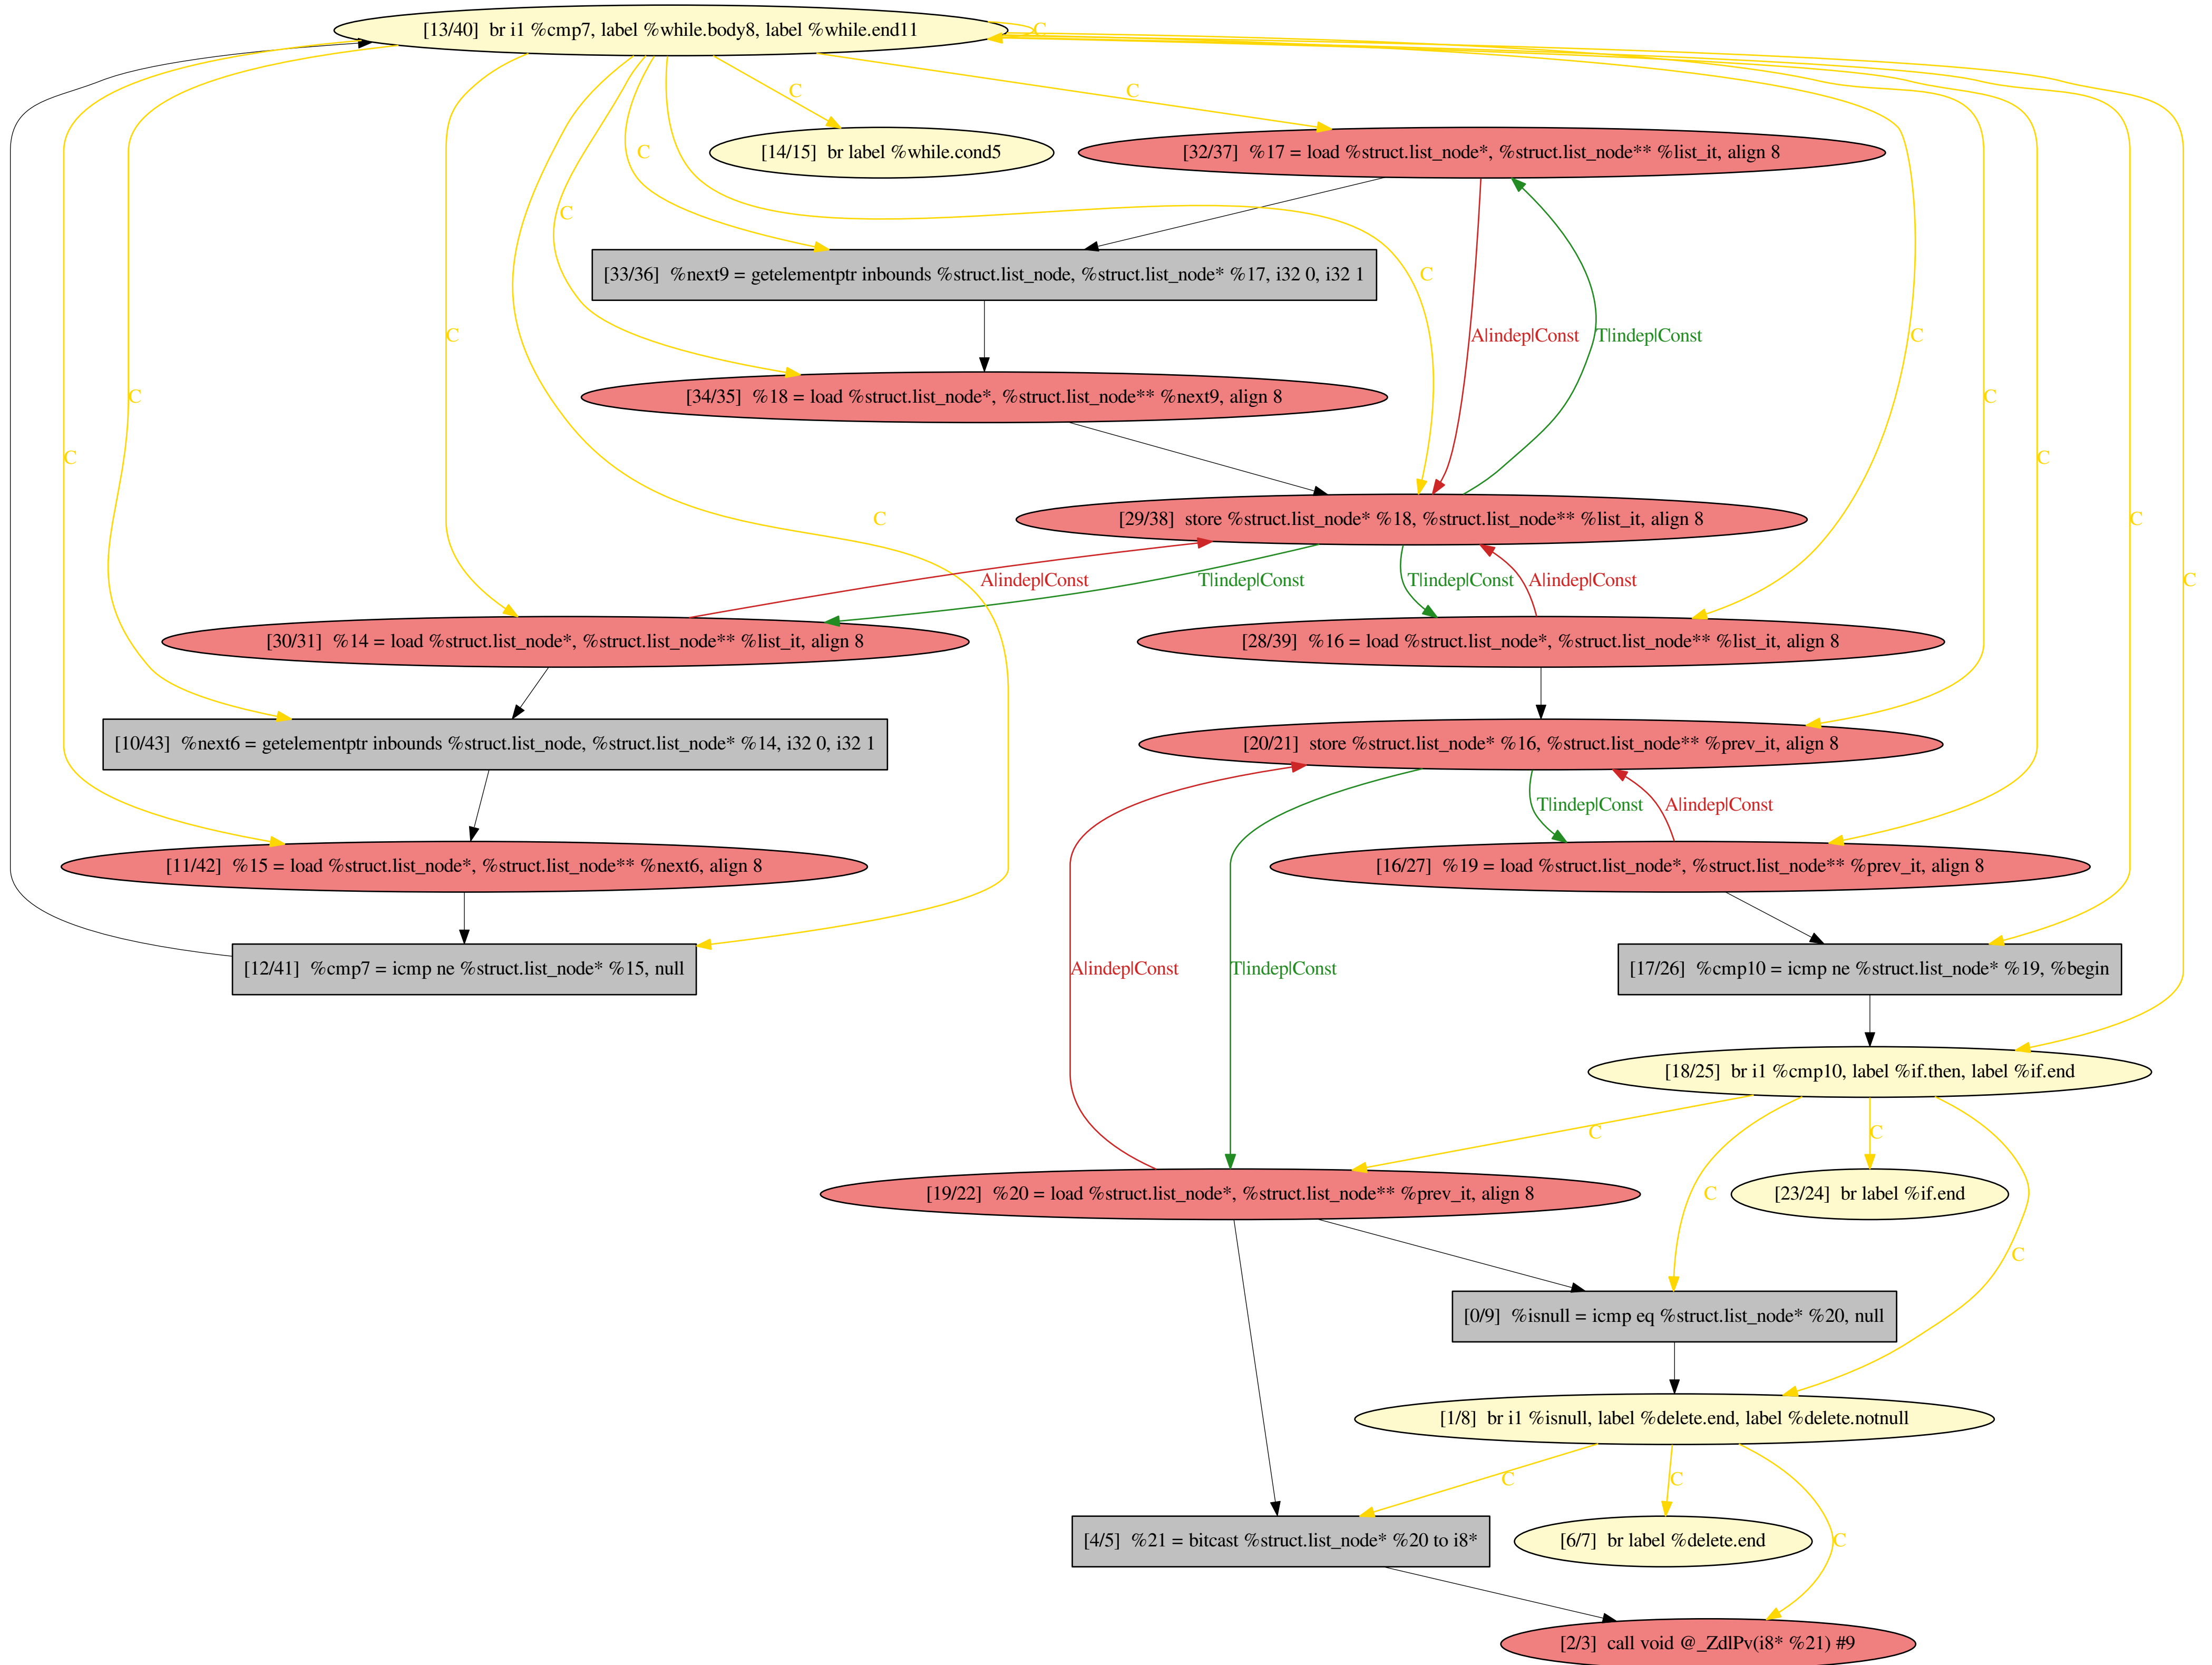 [13/40]  br i1 %cmp7, label %while.body8, label %while.end11
C
C
C
[14/15]  br label %while.cond5
[32/37]  %17 = load %struct.list_node*, %struct.list_node** %list_it, align 8
C
C
[33/36]  %next9 = getelementptr inbounds %struct.list_node, %struct.list_node* %17, i32 0, i32 1
C
C
A|indep|Const
T|indep|Const
C
C
[34/35]  %18 = load %struct.list_node*, %struct.list_node** %next9, align 8
C
C
C
C
[29/38]  store %struct.list_node* %18, %struct.list_node** %list_it, align 8
C
A|indep|Const
T|indep|Const
T|indep|Const
A|indep|Const
C
[30/31]  %14 = load %struct.list_node*, %struct.list_node** %list_it, align 8
[28/39]  %16 = load %struct.list_node*, %struct.list_node** %list_it, align 8
[10/43]  %next6 = getelementptr inbounds %struct.list_node, %struct.list_node* %14, i32 0, i32 1
[20/21]  store %struct.list_node* %16, %struct.list_node** %prev_it, align 8
T|indep|Const
A|indep|Const
[11/42]  %15 = load %struct.list_node*, %struct.list_node** %next6, align 8
[16/27]  %19 = load %struct.list_node*, %struct.list_node** %prev_it, align 8
[12/41]  %cmp7 = icmp ne %struct.list_node* %15, null
A|indep|Const
T|indep|Const
[17/26]  %cmp10 = icmp ne %struct.list_node* %19, %begin
[18/25]  br i1 %cmp10, label %if.then, label %if.end
C
C
[19/22]  %20 = load %struct.list_node*, %struct.list_node** %prev_it, align 8
C
[23/24]  br label %if.end
C
[0/9]  %isnull = icmp eq %struct.list_node* %20, null
[1/8]  br i1 %isnull, label %delete.end, label %delete.notnull
C
C
[4/5]  %21 = bitcast %struct.list_node* %20 to i8*
[6/7]  br label %delete.end
C
[2/3]  call void @_ZdlPv(i8* %21) #9